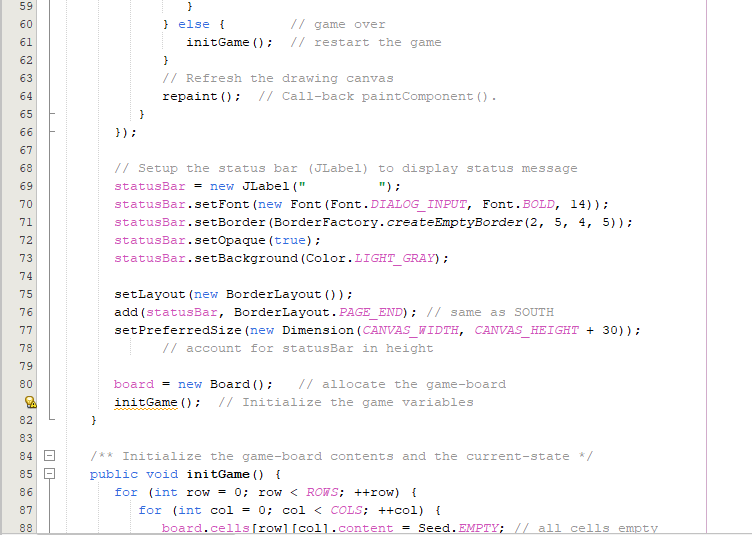 59 }
60 } else { // game over
61 initGame(); // restart the game
62 }
63 // Refresh the drawing canvas
64 repaint(); // Call-back paintComponent().
65 }
66 });
67
68 // Setup the status bar (JLabel) to display status message
69 statusBar = new JLabel("         ");
70 statusBar.setFont(new Font(Font.DIALOG_INPUT, Font.BOLD, 14));
71 statusBar.setBorder(BorderFactory.createEmptyBorder(2, 5, 4, 5));
72 statusBar.setOpaque(true);
73 statusBar.setBackground(Color.LIGHT_GRAY);
74
75 setLayout(new BorderLayout());
76 add(statusBar, BorderLayout.PAGE_END); // same as SOUTH
77 setPreferredSize(new Dimension(CANVAS_WIDTH, CANVAS_HEIGHT + 30));
78 // account for statusBar in height
79
80 board = new Board(); // allocate the game-board
initGame(); // Initialize the game variables
82 }
83
84 /** Initialize the game-board contents and the current-state */
85 public void initGame() {
86 for (int row = 0; row < ROWS; ++row) {
87 for (int col = 0; col < COLS; ++col) {
88 board.cells[row][col].content = Seed.EMPTY; // all cells empty